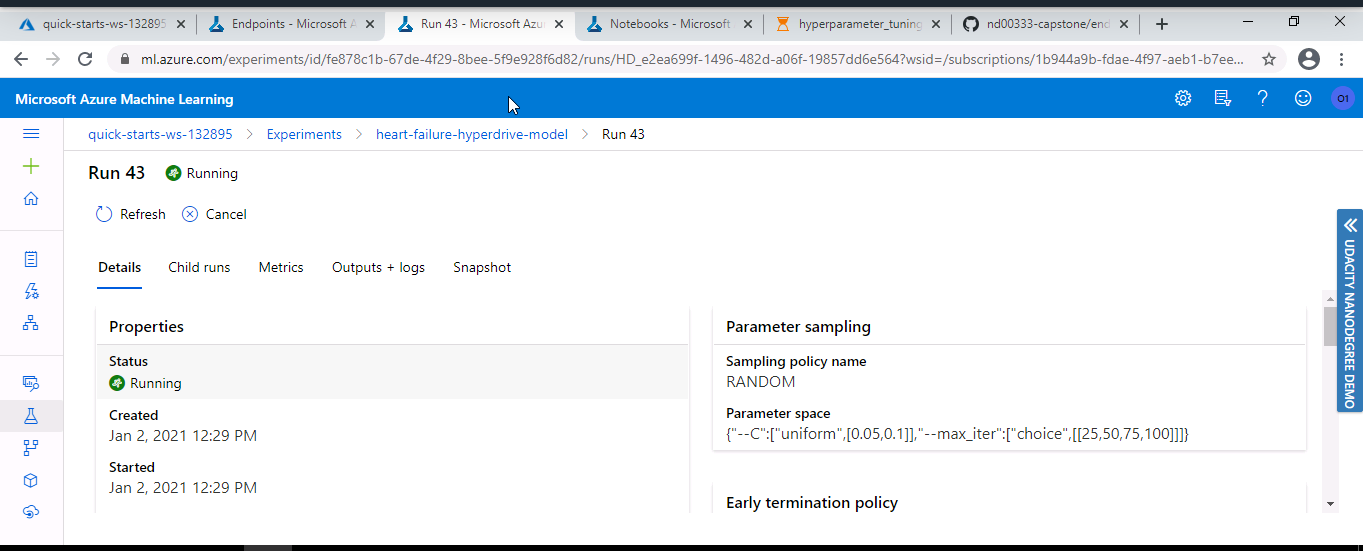 quick-starts-ws-132895
Endpoints - Microsoft A
Run 43 - Microsoft Azu
Notebooks - Microsoft
hyperparameter_tuning
nd00333-capstone/end
ml.azure.com/experiments/id/fe878c1b-67de-4f29-8bee-5f9e928f6d82/runs/HD_e2ea699f-1496-482d-a06f-19857dd6e564?wsid=/subscriptions/1b944a9b-fdae-4f97-aeb1-b7ee...
Microsoft Azure Machine Learning
O1
quick-starts-ws-132895 > Experiments > heart-failure-hyperdrive-model > Run 43
Run 43 Running
Refresh Cancel
Details Child runs Metrics Outputs + logs Snapshot
Properties
Status
Running
Created
Jan 2, 2021 12:29 PM
Started
Jan 2, 2021 12:29 PM
Parameter sampling
Sampling policy name
RANDOM
Parameter space
{"--C":["uniform",[0.05,0.1]],"--max_iter":["choice",[[25,50,75,100]]]}
Early termination policy
UDACITY NANODEGREE DEMO